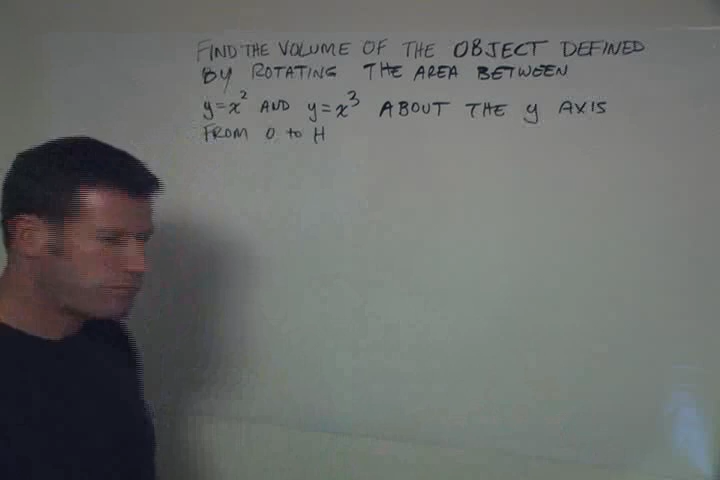 FIND THE VOLUME OF THE OBJECT DEFINED
BY ROTATING THE AREA BETWEEN
y=x² AND y=x³ ABOUT THE y AXIS
FROM 0 to H